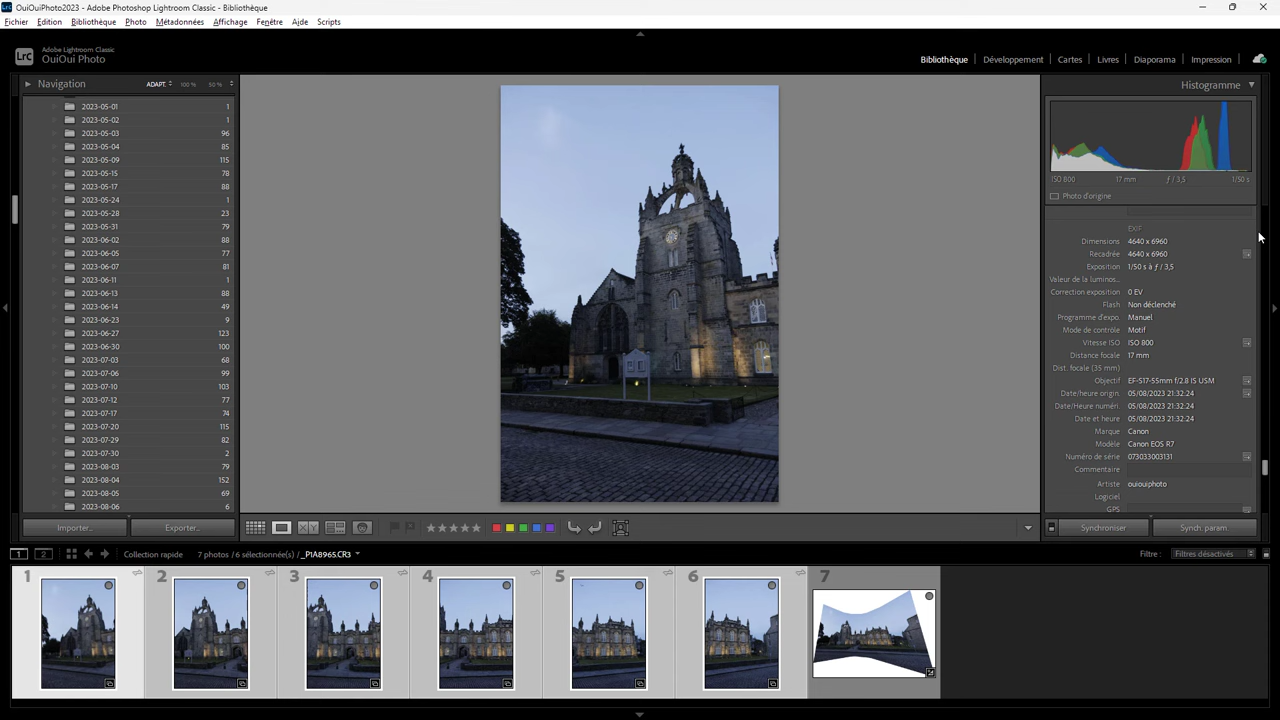 OuiOuiPhoto2023 - Adobe Photoshop Lightroom Classic - Bibliothèque
Fichier Edition Bibliothèque Photo Métadonnées Affichage Fenêtre Aide Scripts
Lrc
Adobe Lightroom Classic
OuiOui Photo
Bibliothèque Développement Cartes Livres Diaporama Impression
Navigation ADAPT. 100 % 50 %
2023-05-01 1
2023-05-02 1
2023-05-03 96
2023-05-04 85
2023-05-09 115
2023-05-15 78
2023-05-17 88
2023-05-24 1
2023-05-28 23
2023-05-31 79
2023-06-02 88
2023-06-05 77
2023-06-07 81
2023-06-11 1
2023-06-13 88
2023-06-14 49
2023-06-23 9
2023-06-27 123
2023-06-30 100
2023-07-03 68
2023-07-06 99
2023-07-10 103
2023-07-12 77
2023-07-17 74
2023-07-20 115
2023-07-29 82
2023-07-30 2
2023-08-03 79
2023-08-04 152
2023-08-05 69
2023-08-06 6
Importer... Exporter...
Histogramme
ISO 800 17 mm ƒ / 3,5 1/50 s
Photo d'origine
EXIF
Dimensions 4640 x 6960
Recadrée 4640 x 6960
Exposition 1/50 s à ƒ / 3,5
Valeur de la luminos...
Correction exposition 0 EV
Flash Non déclenché
Programme d'expo. Manuel
Mode de contrôle Motif
Vitesse ISO ISO 800
Distance focale 17 mm
Dist. focale (35 mm)
Objectif EF-S17-55mm f/2.8 IS USM
Date/heure origin. 05/08/2023 21:32:24
Date/Heure numéri. 05/08/2023 21:32:24
Date et heure 05/08/2023 21:32:24
Marque Canon
Modèle Canon EOS R7
Numéro de série 073033003131
Commentaire
Artiste ouiouiphoto
Logiciel
GPS
Synchroniser Synch. param.
X Y
1 2 Collection rapide 7 photos / 6 sélectionnée(s) / _P1A8965.CR3 Filtre : Filtres désactivés
1 2 3 4 5 6 7